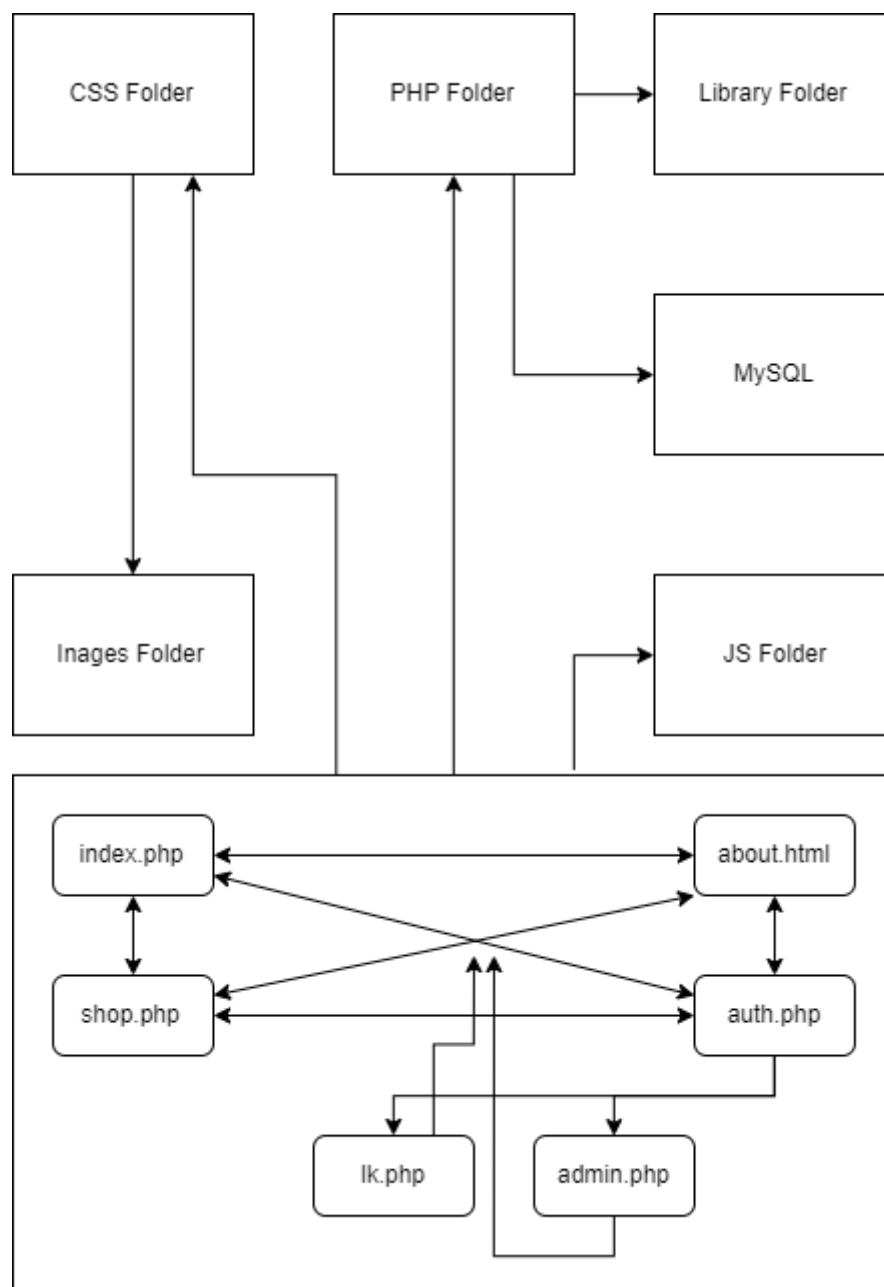 CSS Folder
PHP Folder
Library Folder
MySQL
Inages Folder
JS Folder
index.php
about.html
shop.php
auth.php
lk.php
admin.php